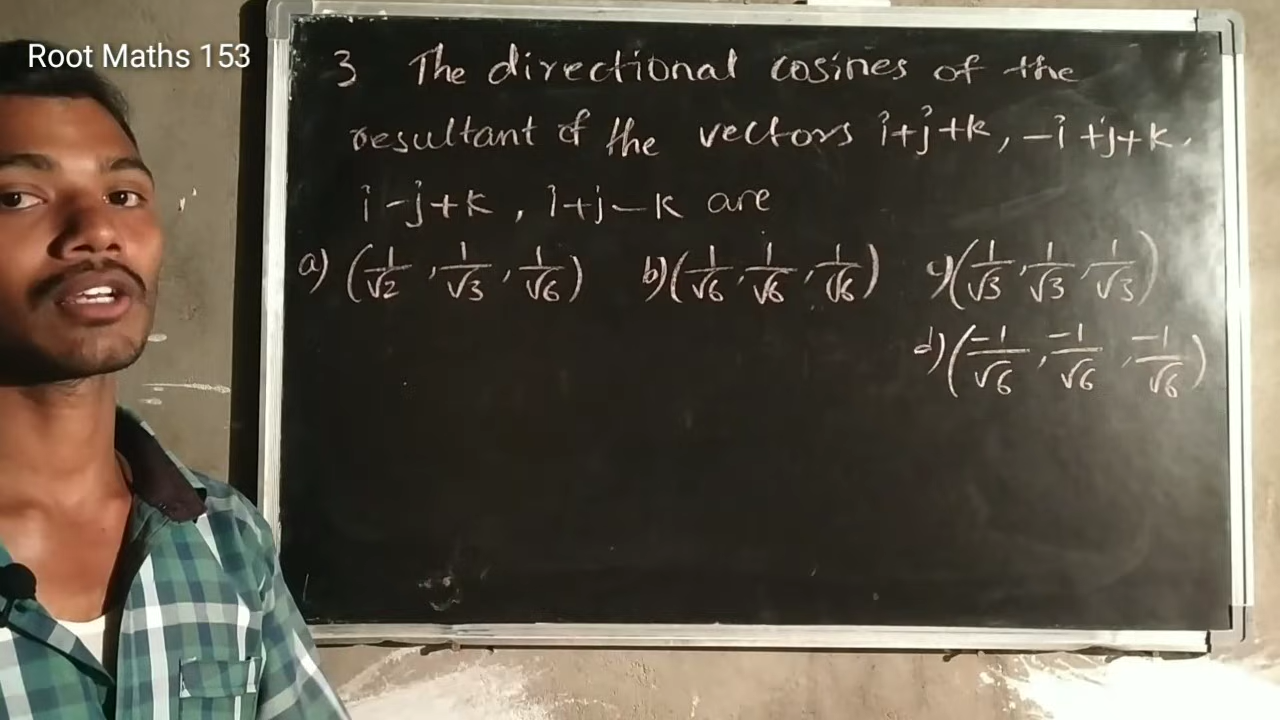 Root Maths 153
3 The directional cosines of the
resultant of the vectors i+j+k, -i+j+k,
i-j+k, i+j-k are
a) (1/√2, 1/√3, 1/√6) b) (1/√6, 1/√6, 1/√6) c) (1/√3, 1/√3, 1/√3)
d) (-1/√6, -1/√6, -1/√6)